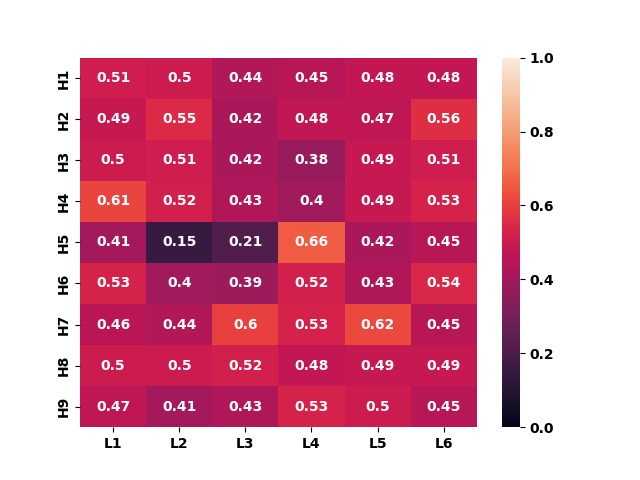 H1 0.51 0.5 0.44 0.45 0.48 0.48
H2 0.49 0.55 0.42 0.48 0.47 0.56
H3 0.5 0.51 0.42 0.38 0.49 0.51
H4 0.61 0.52 0.43 0.4 0.49 0.53
H5 0.41 0.15 0.21 0.66 0.42 0.45
H6 0.53 0.4 0.39 0.52 0.43 0.54
H7 0.46 0.44 0.6 0.53 0.62 0.45
H8 0.5 0.5 0.52 0.48 0.49 0.49
H9 0.47 0.41 0.43 0.53 0.5 0.45
L1 L2 L3 L4 L5 L6
1.0
0.8
0.6
0.4
0.2
0.0